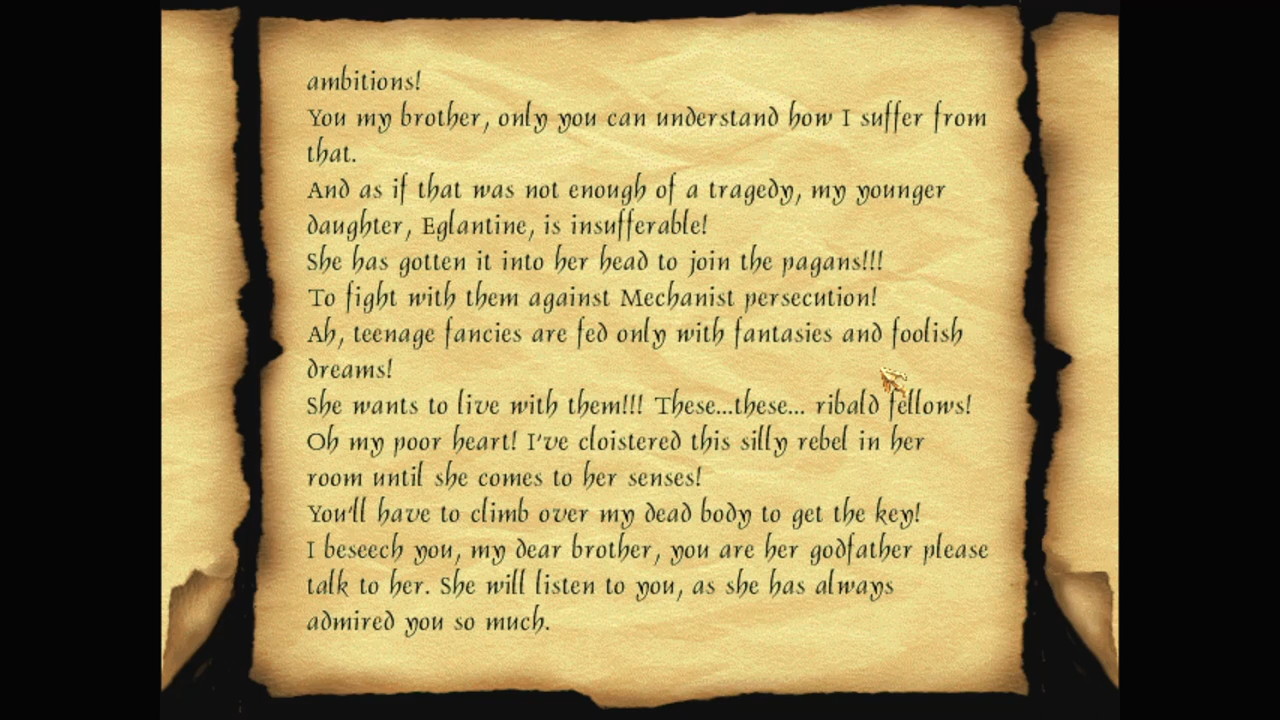 ambitions!
You my brother, only you can understand how I suffer from
that.
And as if that was not enough of a tragedy, my younger
daughter, Eglantine, is insufferable!
She has gotten it into her head to join the pagans!!!
To fight with them against Mechanist persecution!
Ah, teenage fancies are fed only with fantasies and foolish
dreams!
She wants to live with them!!! These...these... ribald fellows!
Oh my poor heart! I've cloistered this silly rebel in her
room until she comes to her senses!
You'll have to climb over my dead body to get the key!
I beseech you, my dear brother, you are her godfather please
talk to her. She will listen to you, as she has always
admired you so much.